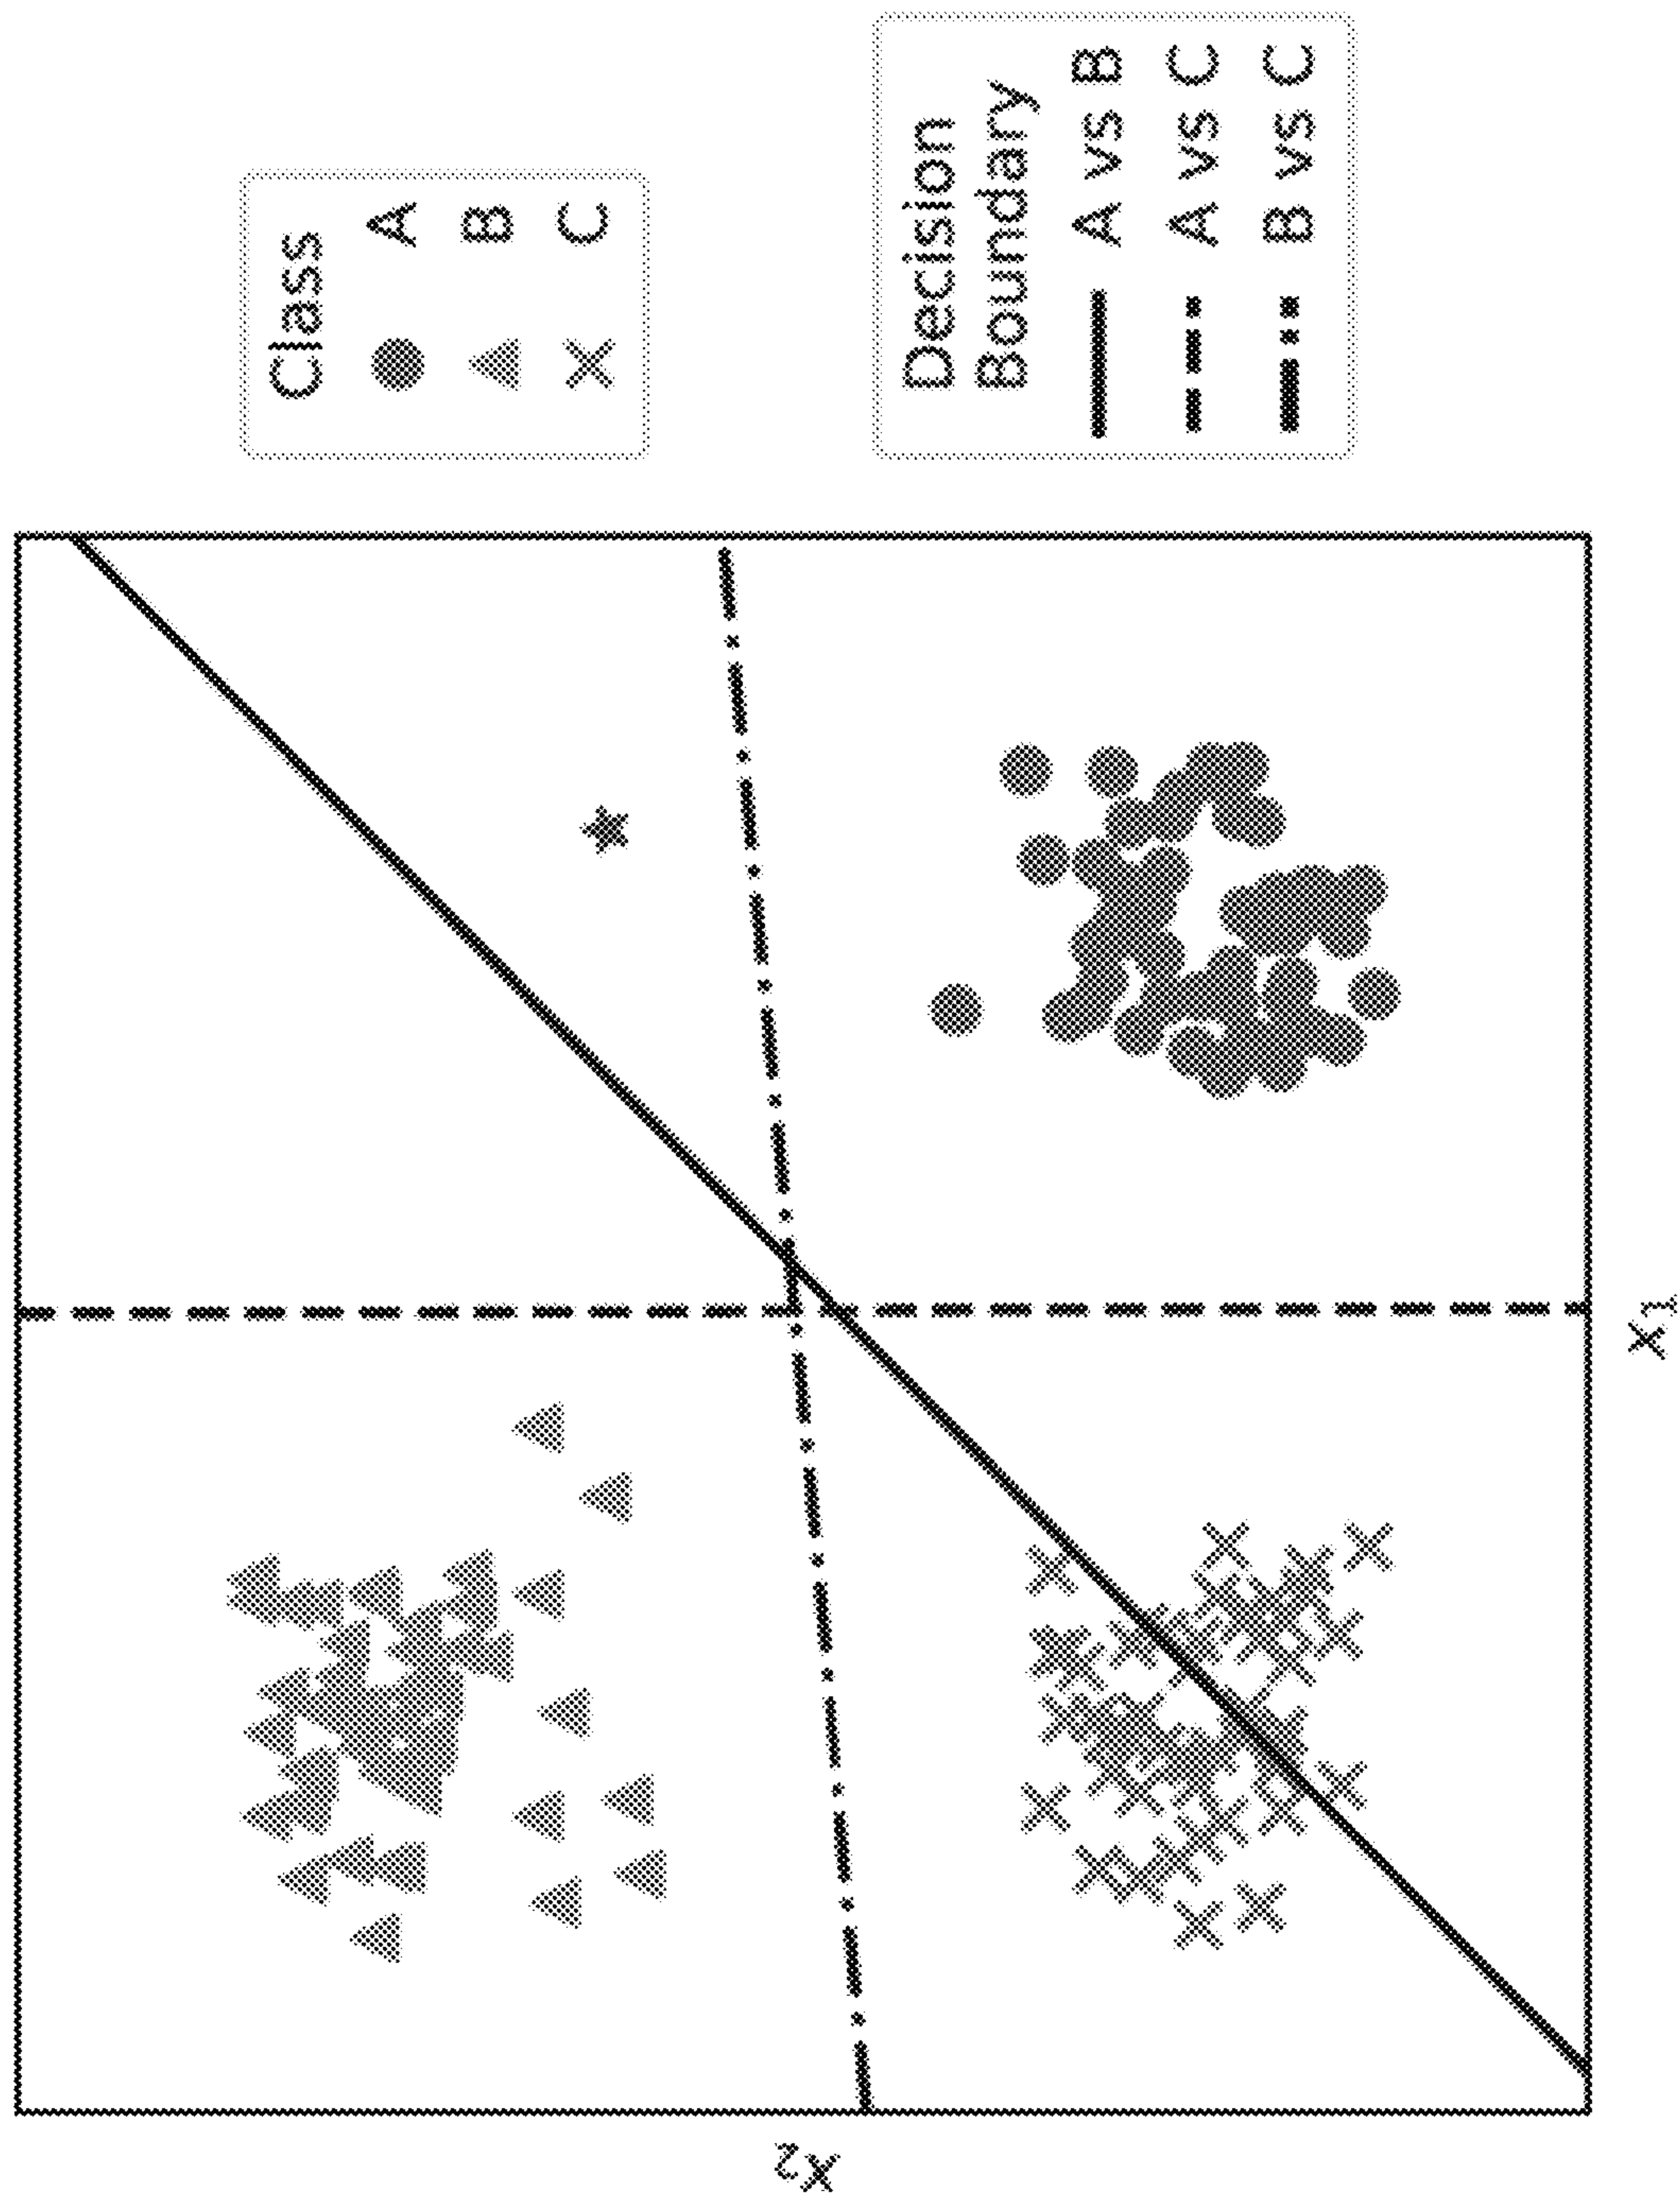 Class
A
B
C
Decision
Boundary
A vs B
A vs C
B vs C
x2
x1